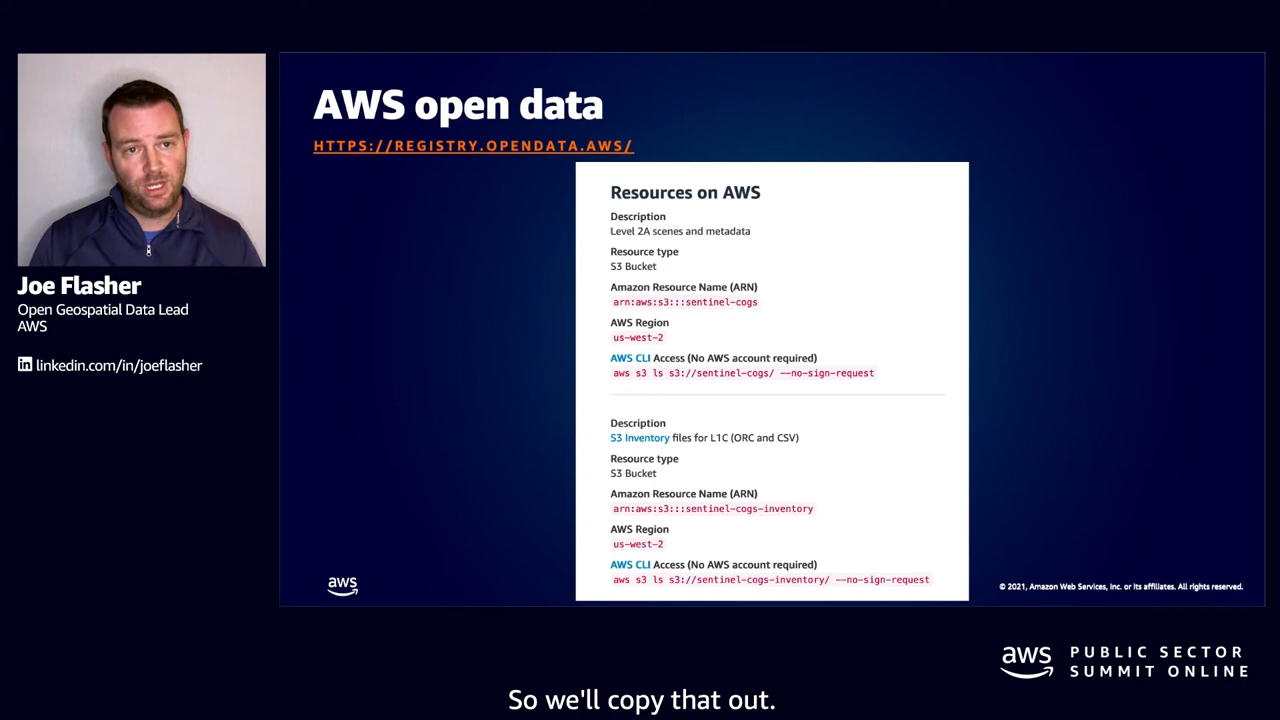 Joe Flasher
Open Geospatial Data Lead
AWS
in linkedin.com/in/joeflasher
AWS open data
HTTPS://REGISTRY.OPENDATA.AWS/
Resources on AWS
Description
Level 2A scenes and metadata
Resource type
S3 Bucket
Amazon Resource Name (ARN)
arn:aws:s3:::sentinel-cogs
AWS Region
us-west-2
AWS CLI Access (No AWS account required)
aws s3 ls s3://sentinel-cogs/ --no-sign-request
Description
S3 Inventory files for L1C (ORC and CSV)
Resource type
S3 Bucket
Amazon Resource Name (ARN)
arn:aws:s3:::sentinel-cogs-inventory
AWS Region
us-west-2
AWS CLI Access (No AWS account required)
aws s3 ls s3://sentinel-cogs-inventory/ --no-sign-request
aws
© 2021, Amazon Web Services, Inc. or its affiliates. All rights reserved.
aws
PUBLIC SECTOR
SUMMIT ONLINE
So we'll copy that out.